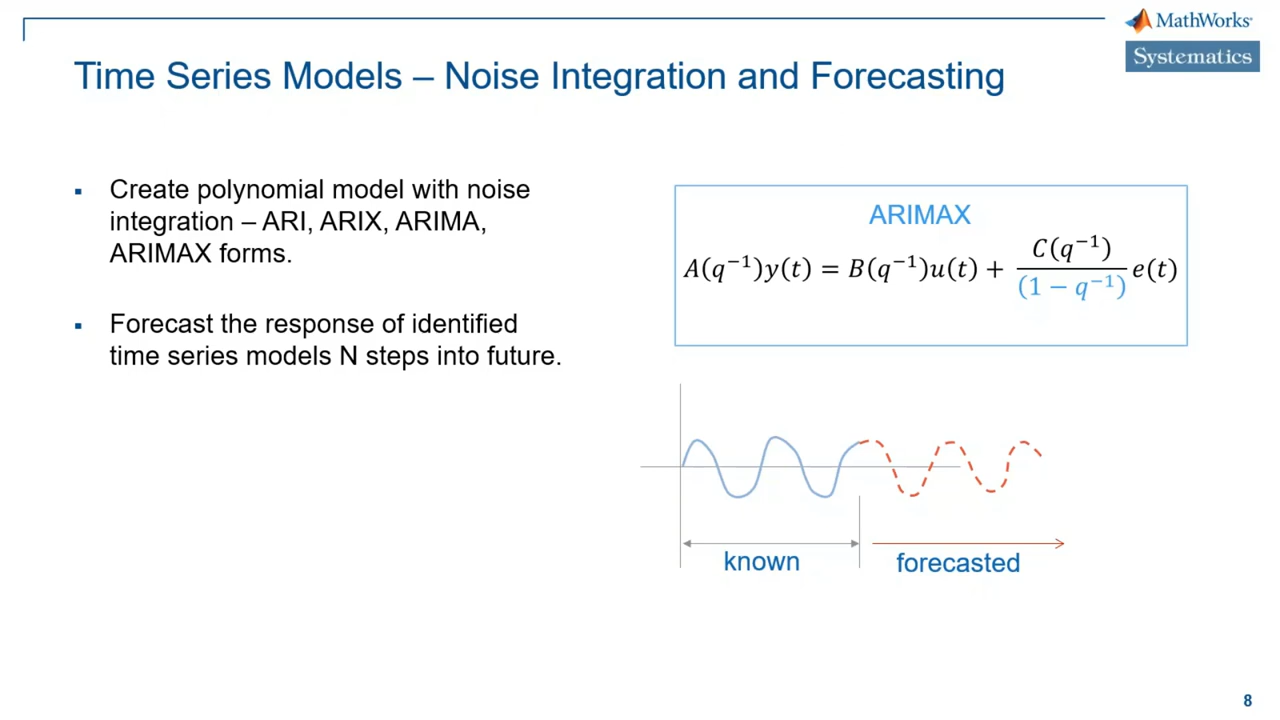 MathWorks
Systematics
Time Series Models – Noise Integration and Forecasting
▪ Create polynomial model with noise
integration – ARI, ARIX, ARIMA,
ARIMAX forms.
▪ Forecast the response of identified
time series models N steps into future.
ARIMAX
A(q⁻¹)y(t) = B(q⁻¹)u(t) + C(q⁻¹)/(1 − q⁻¹) e(t)
known
forecasted
8